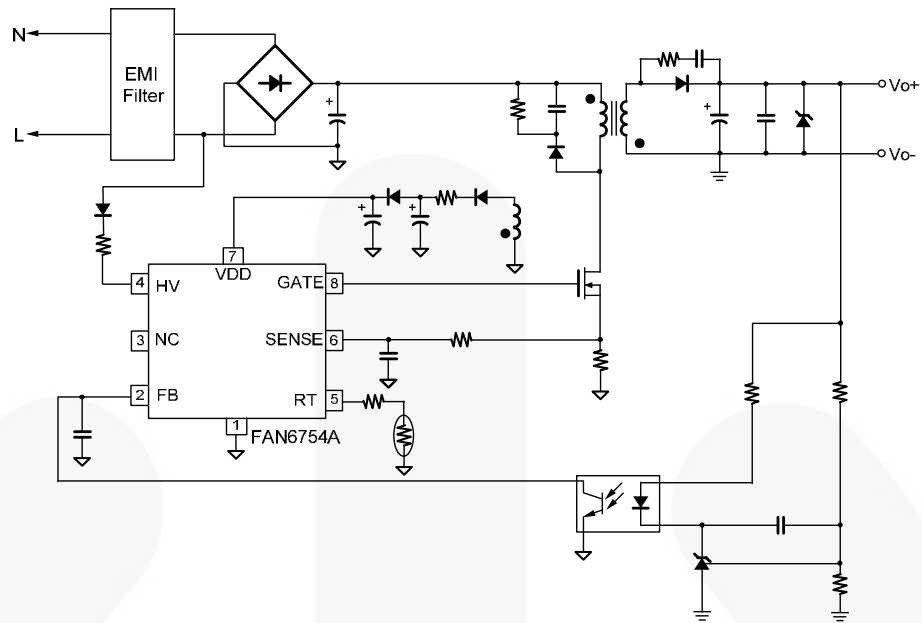 N
EMI
Filter
L
+
+
Vo+
Vo-
+
+
7
VDD
4
HV
GATE
8
3
NC
SENSE
6
2
FB
RT
5
1
FAN6754A